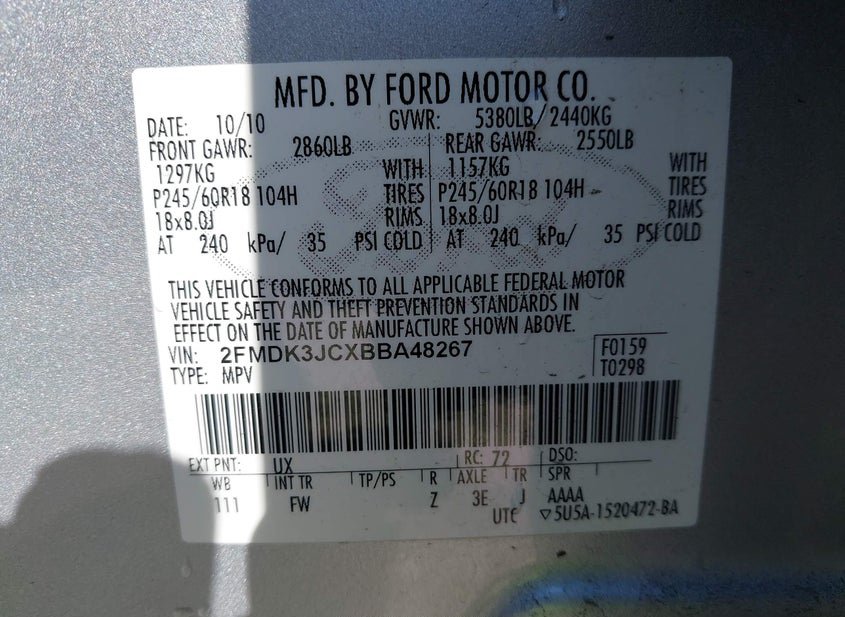 MFD. BY FORD MOTOR CO.
DATE: 10/10 GVWR: 5380LB/2440KG
FRONT GAWR: 2860LB REAR GAWR: 2550LB
1297KG WITH 1157KG WITH
P245/60R18 104H TIRES P245/60R18 104H TIRES
18x8.0J RIMS 18x8.0J RIMS
AT 240 kPa/ 35 PSI COLD AT 240 kPa/ 35 PSI COLD
THIS VEHICLE CONFORMS TO ALL APPLICABLE FEDERAL MOTOR
VEHICLE SAFETY AND THEFT PREVENTION STANDARDS IN
EFFECT ON THE DATE OF MANUFACTURE SHOWN ABOVE.
VIN: 2FMDK3JCXBBA48267 F0159
TYPE: MPV T0298
EXT PNT: UX RC: 72 DSO:
WB INT TR TP/PS R AXLE TR SPR
111 FW Z 3E J AAAA
UTC ▽5U5A-1520472-BA